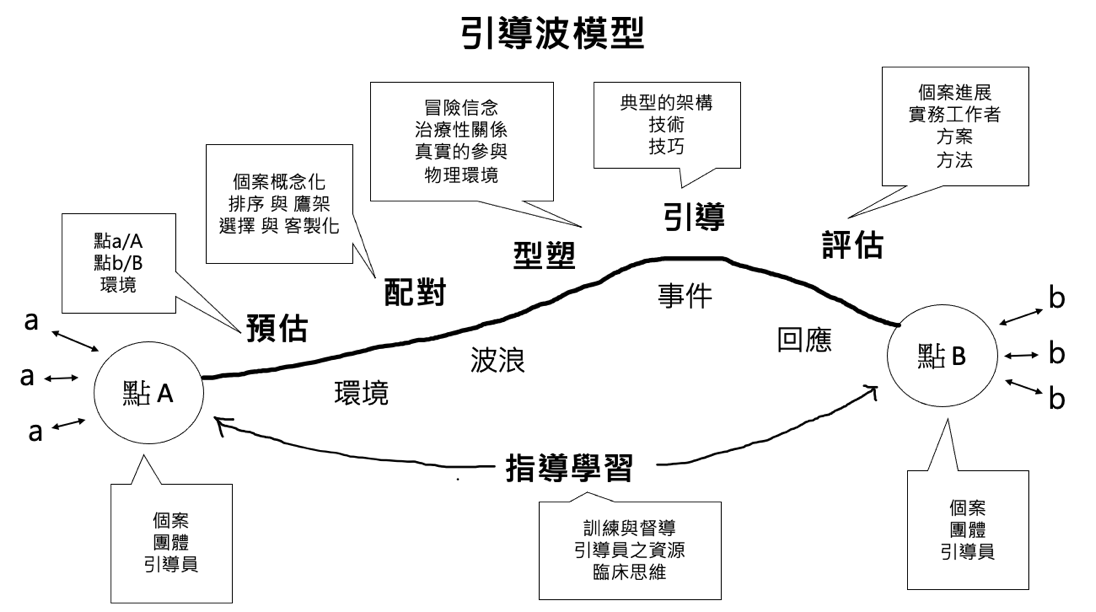 引導波模型
點a/A
點b/B
環境
個案概念化
排序 與 鷹架
選擇 與 客製化
冒險信念
治療性關係
真實的參與
物理環境
典型的架構
技術
技巧
個案進展
實務工作者
方案
方法
預估
配對
型塑
引導
評估
環境
波浪
事件
回應
a
a
a
點 A
點 B
b
b
b
指導學習
個案
團體
引導員
訓練與督導
引導員之資源
臨床思維
個案
團體
引導員